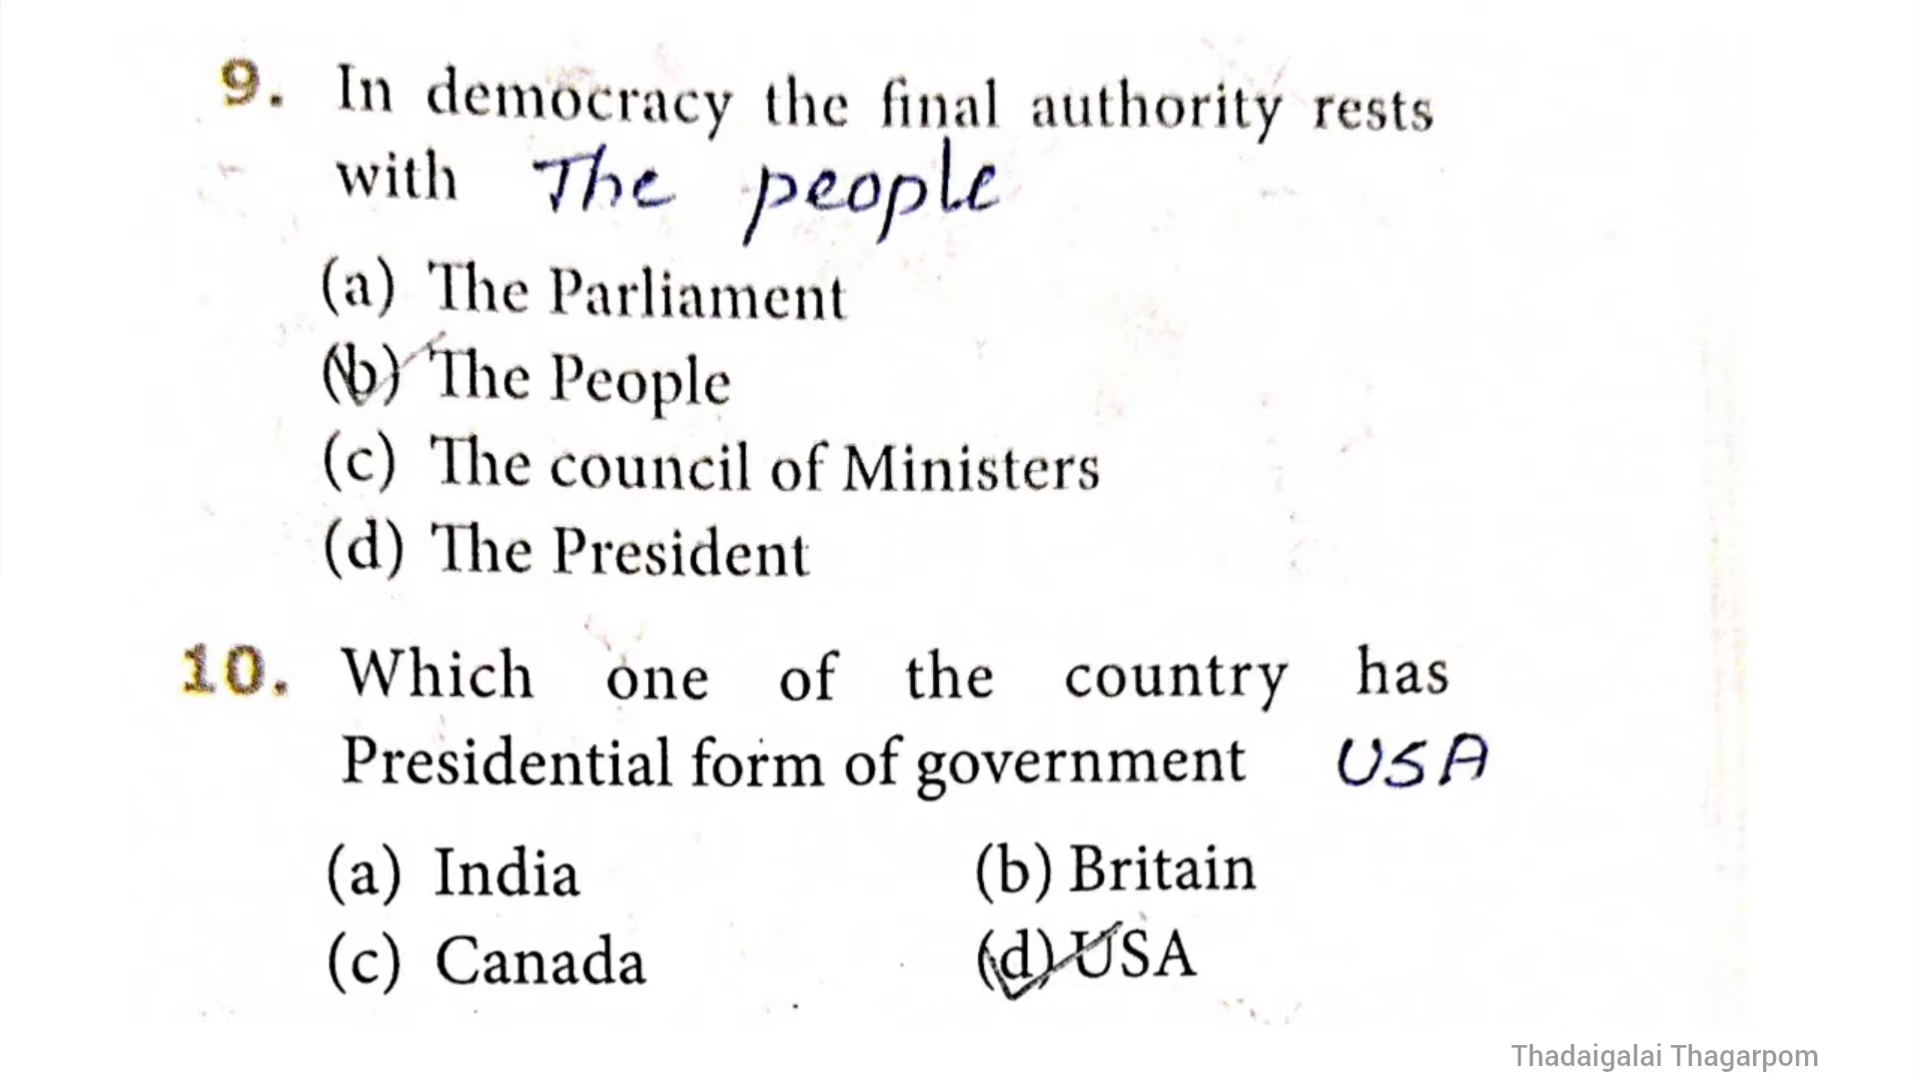 9. In democracy the final authority rests
with The people
(a) The Parliament
(b) The People
(c) The council of Ministers
(d) The President
10. Which one of the country has
Presidential form of government USA
(a) India (b) Britain
(c) Canada (d) USA
Thadaigalai Thagarpom